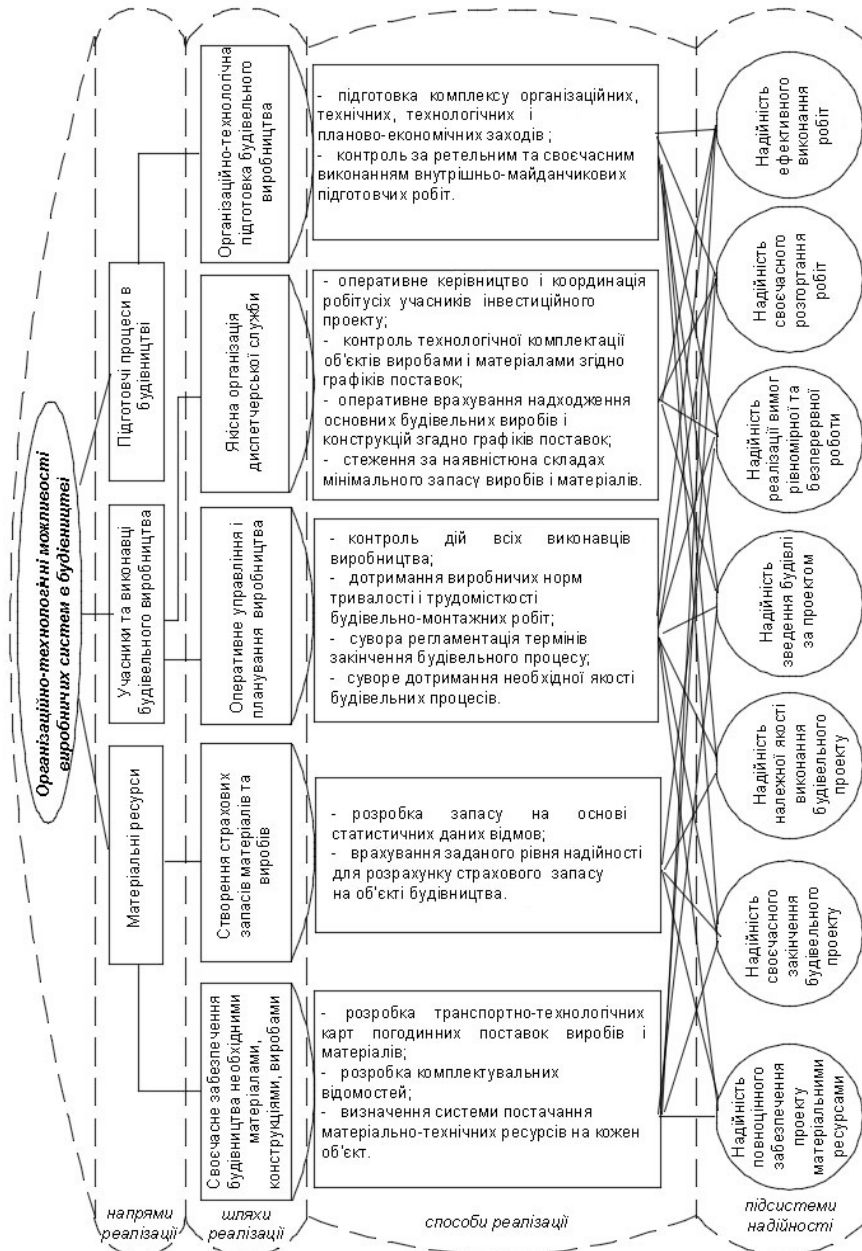 Організаційно-технологічні можливості
виробничих систем в будівництві
Матеріальні ресурси
Учасники та виконавці
будівельного виробництва
Підготовчі процеси в
будівництві
напрями
реалізації
Своєчасне забезпечення
будівництва необхідними
матеріалами,
конструкціями, виробами
Створення страхових
запасів матеріалів та
виробів
Оперативне управління і
планування виробництва
Якісна організація
диспетчерської служби
Організаційно-технологічна
підготовка будівельного
виробництва
шляхи
реалізації
- підготовка комплексу організаційних,
технічних, технологічних і
планово-економічних заходів;
- контроль за ретельним та своєчасним
виконанням внутрішньо-майданчикових
підготовчих робіт.
- оперативне керівництво і координація
робітусіх учасників інвестиційного
проекту;
- контроль технологічної комплектації
об'єктів виробами і матеріалами згідно
графіків поставок;
- оперативне врахування надходження
основних будівельних виробів і
конструкцій згадно графіків поставок;
- стеження за наявністюна складах
мінімального запасу виробів і матеріалів.
- контроль дій всіх виконавців
виробництва;
- дотримання виробничих норм
тривалості і трудомісткості
будівельно-монтажних робіт;
- сувора регламентація термінів
закінчення будівельного процесу;
- суворе дотримання необхідної якості
будівельних процесів.
- розробка запасу на основі
статистичних даних відмов;
- врахування заданого рівня надійності
для розрахунку страхового запасу
на об'єкті будівництва.
- розробка транспортно-технологічних
карт погодинних поставок виробів і
матеріалів;
- розробка комплектувальних
відомостей;
- визначення системи постачання
матеріально-технічних ресурсів на кожен
об'єкт.
способи реалізації
Надійність
ефективного
виконання
робіт
Надійність
своєчасного
розгортання
робіт
Надійність
реалізації вимог
рівномірної та
безперервної
роботи
Надійність
зведення будівлі
за проектом
Надійність
належної якості
виконання
будівельного
проекту
Надійність
своєчасного
закінчення
будівельного
проекту
Надійність
повноцінного
забезпечення
проекту
матеріальними
ресурсами
підсистеми
надійності